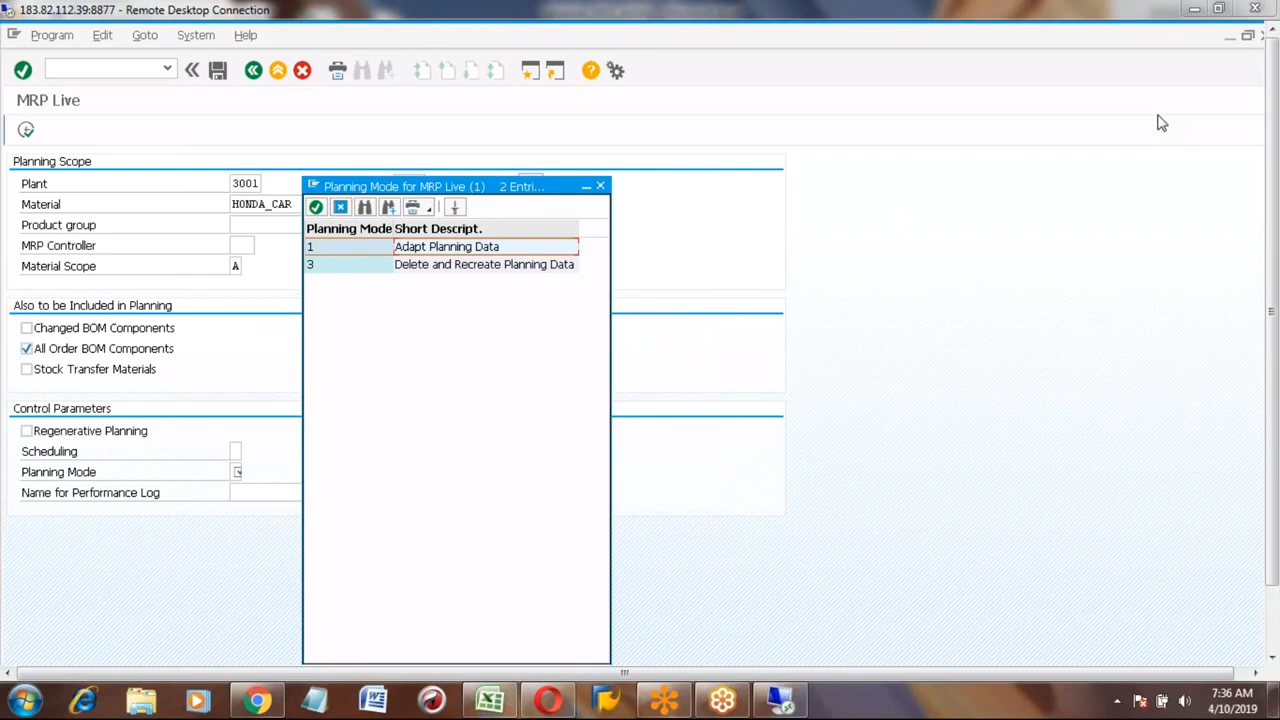 183.82.112.39:8877 - Remote Desktop Connection
Program Edit Goto System Help
MRP Live
Planning Scope
Plant 3001
Material HONDA_CAR
Product group
MRP Controller
Material Scope A
Also to be Included in Planning
Changed BOM Components
All Order BOM Components
Stock Transfer Materials
Control Parameters
Regenerative Planning
Scheduling
Planning Mode
Name for Performance Log
Planning Mode for MRP Live (1) 2 Entri...
Planning Mode Short Descript.
1 Adapt Planning Data
3 Delete and Recreate Planning Data
7:36 AM
4/10/2019